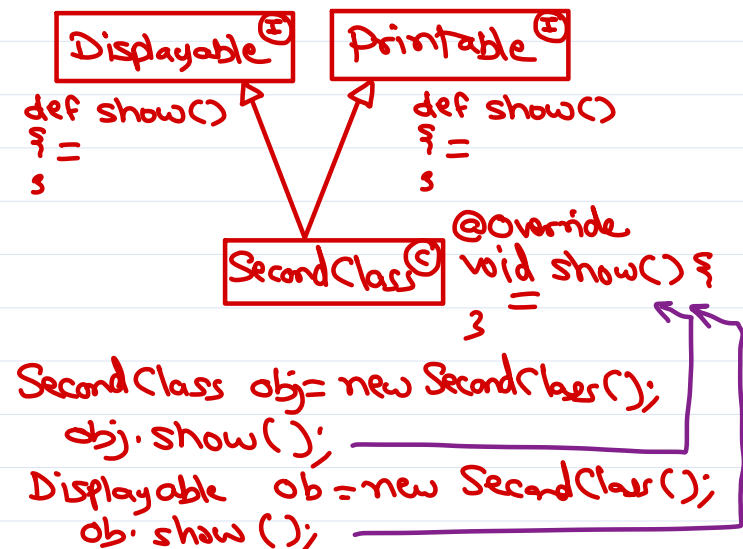 Displayable I
Printable I
def show()
{ =
}
def show()
{ =
}
SecondClass C
@Override
void show() {
=
}
SecondClass obj = new SecondClass();
obj.show();
Displayable ob = new SecondClass();
ob.show();